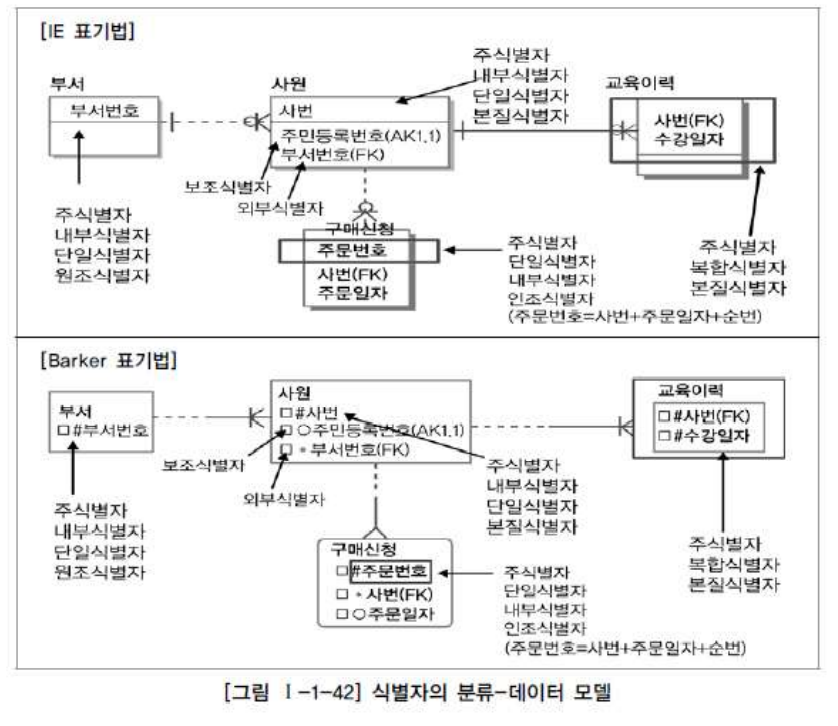 [IE 표기법]
부서
부서번호
주식별자
내부식별자
단일식별자
원조식별자
사원
사번
주민등록번호(AK1.1)
부서번호(FK)
보조식별자
외부식별자
주식별자
내부식별자
단일식별자
본질식별자
교육이력
사번(FK)
수강일자
주식별자
복합식별자
본질식별자
구매신청
주문번호
사번(FK)
주문일자
주식별자
단일식별자
내부식별자
인조식별자
(주문번호=사번+주문일자+순번)
[Barker 표기법]
부서
#부서번호
주식별자
내부식별자
단일식별자
원조식별자
사원
#사번
○주민등록번호(AK1.1)
* 부서번호(FK)
보조식별자
외부식별자
주식별자
내부식별자
단일식별자
본질식별자
교육이력
#사번(FK)
#수강일자
주식별자
복합식별자
본질식별자
구매신청
#주문번호
* 사번(FK)
○주문일자
주식별자
단일식별자
내부식별자
인조식별자
(주문번호=사번+주문일자+순번)
[그림 Ⅰ-1-42] 식별자의 분류-데이터 모델